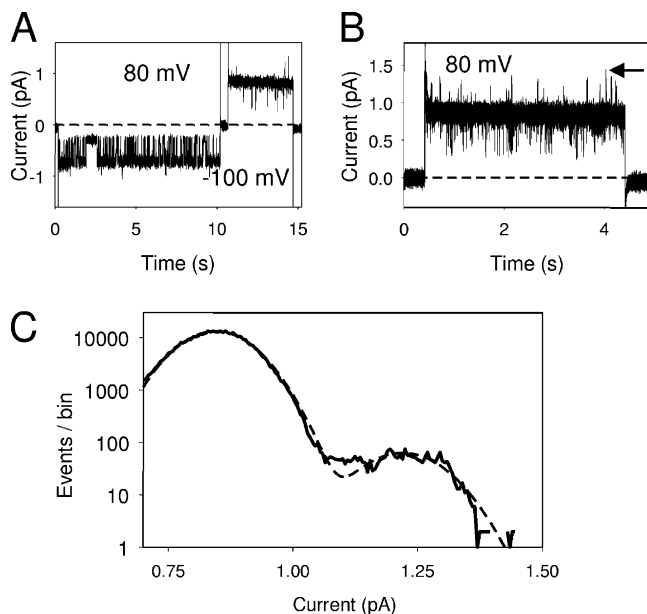 A
80 mV
1
0
-1
-100 mV
Current (pA)
0 5 10 15
Time (s)
B
80 mV
1.5
1.0
0.5
0.0
Current (pA)
0 2 4
Time (s)
C
10000
1000
100
10
1
Events / bin
0.75 1.00 1.25 1.50
Current (pA)